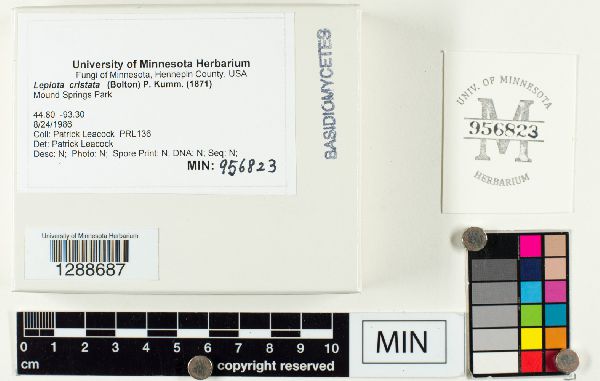 University of Minnesota Herbarium
Fungi of Minnesota, Hennepin County, USA
Lepiota cristata (Bolton) P. Kumm. (1871)
Mound Springs Park
44.80 -93.30
8/24/1986
Coll: Patrick Leacock PRL136
Det: Patrick Leacock
Desc: N; Photo: N; Spore Print: N DNA: N; Seq: N;
MIN: 956823
BASIDIOMYCETES
UNIV. OF MINNESOTA
M
956823
HERBARIUM
University of Minnesota Herbarium
1288687
0 1 2 3 4 5 6 7 8 9 10
cm copyright reserved
MIN